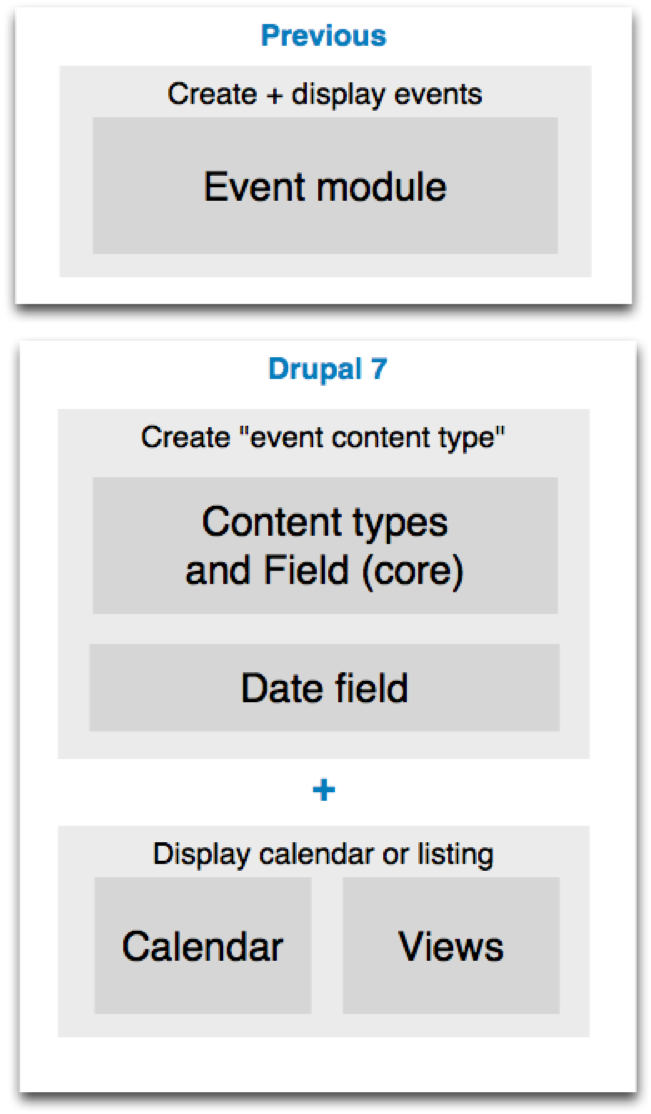 Previous
Create + display events
Event module
Drupal 7
Create "event content type"
Content types
and Field (core)
Date field
+
Display calendar or listing
Calendar
Views